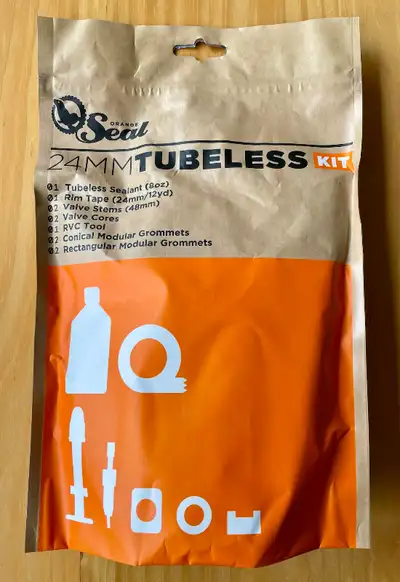 ORANGE
Seal
24MMTUBELESS KIT
01 Tubeless Sealant (8oz)
01 Rim Tape (24mm/12yd)
02 Valve Stems (48mm)
02 Valve Cores
01 RVC Tool
02 Conical Modular Grommets
02 Rectangular Modular Grommets